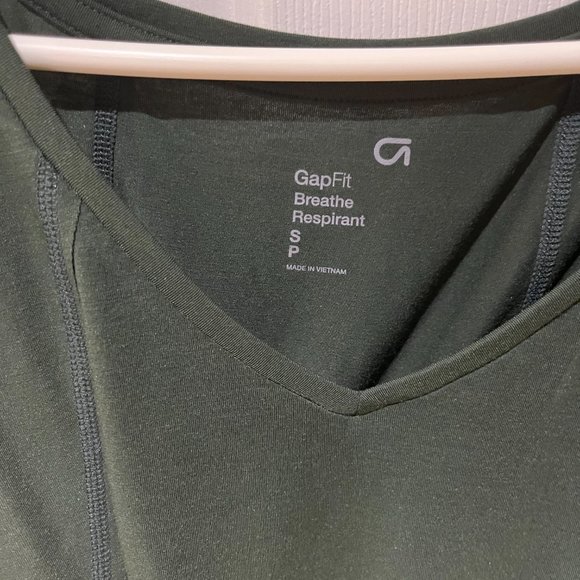 GapFit
Breathe
Respirant
S
P
MADE IN VIETNAM